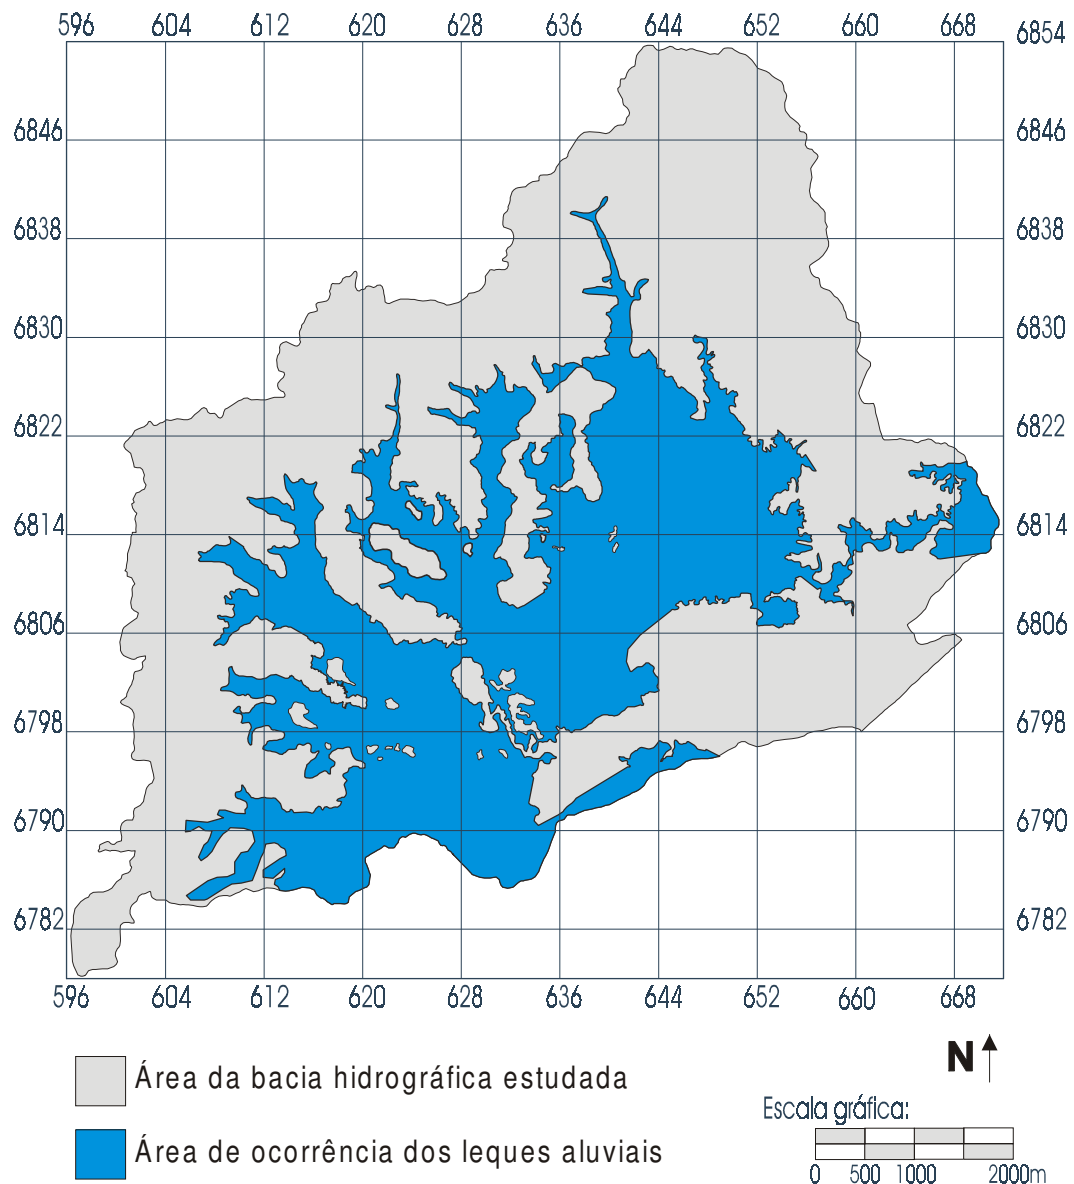 596 604 612 620 628 636 644 652 660 668 6854
6846 6846
6838 6838
6830 6830
6822 6822
6814 6814
6806 6806
6798 6798
6790 6790
6782 6782
596 604 612 620 628 636 644 652 660 668
N
Área da bacia hidrográfica estudada
Escala gráfica:
Área de ocorrência dos leques aluviais
0 500 1000 2000m